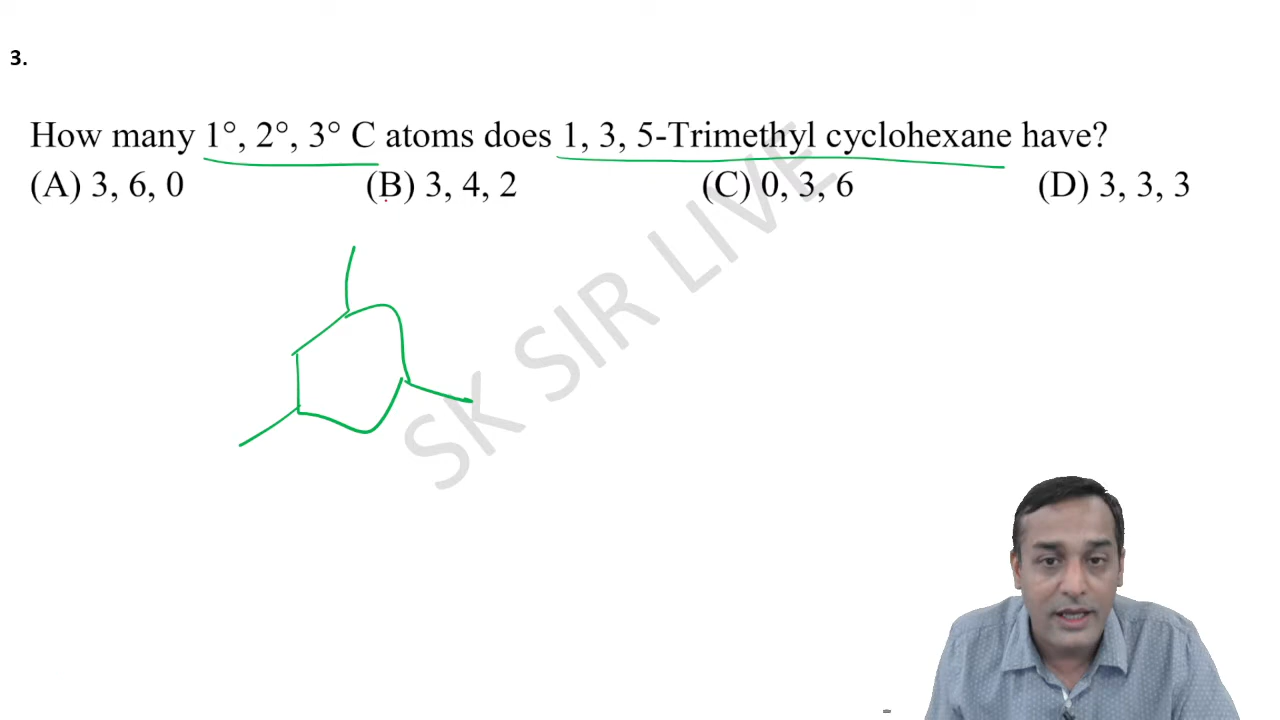 3.
How many 1°, 2°, 3° C atoms does 1, 3, 5-Trimethyl cyclohexane have?
(A) 3, 6, 0 (B) 3, 4, 2 (C) 0, 3, 6 (D) 3, 3, 3
SK SIR LIVE